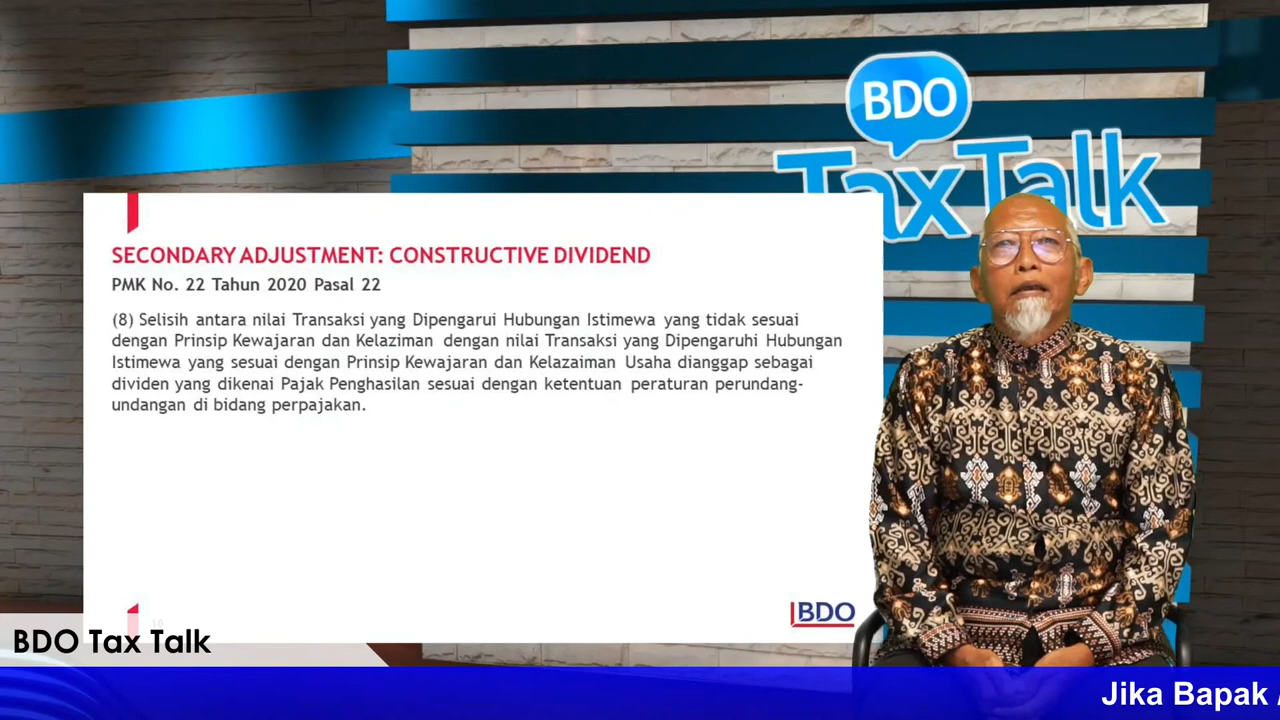 BDO
TaxTalk
SECONDARY ADJUSTMENT: CONSTRUCTIVE DIVIDEND
PMK No. 22 Tahun 2020 Pasal 22
(8) Selisih antara nilai Transaksi yang Dipengarui Hubungan Istimewa yang tidak sesuai
dengan Prinsip Kewajaran dan Kelaziman dengan nilai Transaksi yang Dipengaruhi Hubungan
Istimewa yang sesuai dengan Prinsip Kewajaran dan Kelazaiman Usaha dianggap sebagai
dividen yang dikenai Pajak Penghasilan sesuai dengan ketentuan peraturan perundang-
undangan di bidang perpajakan.
10
BDO
BDO Tax Talk
Jika Bapak